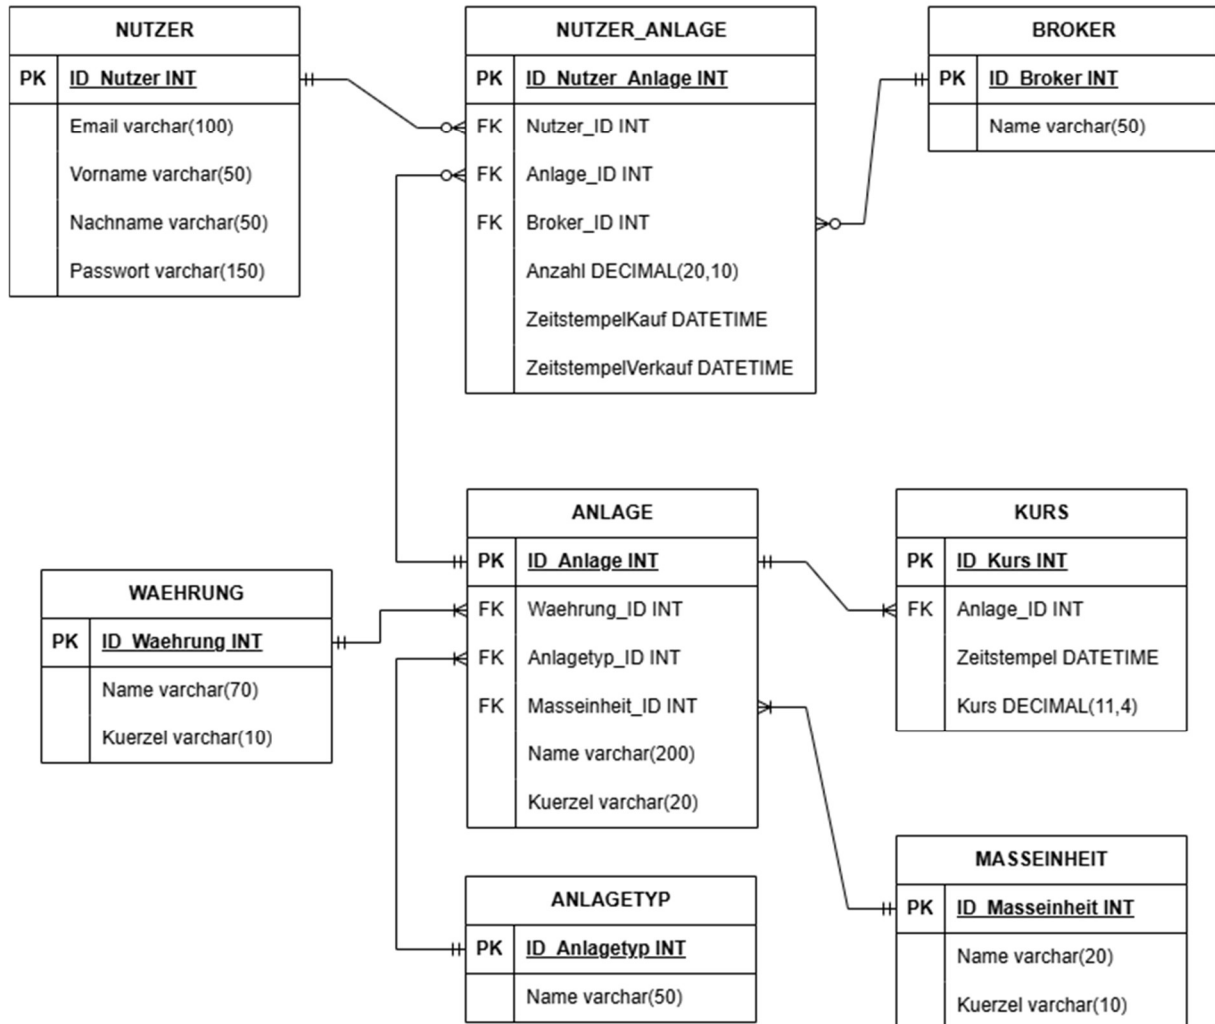 NUTZER
PK ID_Nutzer INT
Email varchar(100)
Vorname varchar(50)
Nachname varchar(50)
Passwort varchar(150)
NUTZER_ANLAGE
PK ID_Nutzer_Anlage INT
FK Nutzer_ID INT
FK Anlage_ID INT
FK Broker_ID INT
Anzahl DECIMAL(20,10)
ZeitstempelKauf DATETIME
ZeitstempelVerkauf DATETIME
BROKER
PK ID_Broker INT
Name varchar(50)
WAEHRUNG
PK ID_Waehrung INT
Name varchar(70)
Kuerzel varchar(10)
ANLAGE
PK ID_Anlage INT
FK Waehrung_ID INT
FK Anlagetyp_ID INT
FK Masseinheit_ID INT
Name varchar(200)
Kuerzel varchar(20)
KURS
PK ID_Kurs INT
FK Anlage_ID INT
Zeitstempel DATETIME
Kurs DECIMAL(11,4)
ANLAGETYP
PK ID_Anlagetyp INT
Name varchar(50)
MASSEINHEIT
PK ID_Masseinheit INT
Name varchar(20)
Kuerzel varchar(10)